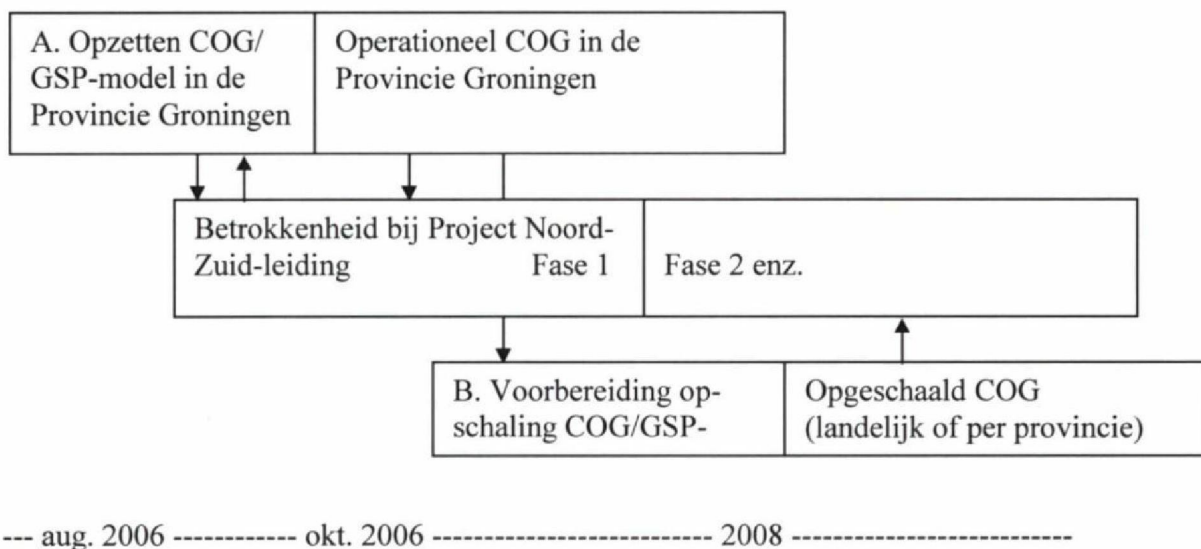 A. Opzetten COG/
GSP-model in de
Provincie Groningen
Operationeel COG in de
Provincie Groningen
Betrokkenheid bij Project Noord-
Zuid-leiding Fase 1
Fase 2 enz.
B. Voorbereiding op-
schaling COG/GSP-
Opgeschaald COG
(landelijk of per provincie)
--- aug. 2006 ----------- okt. 2006 ------------------------- 2008 -------------------------